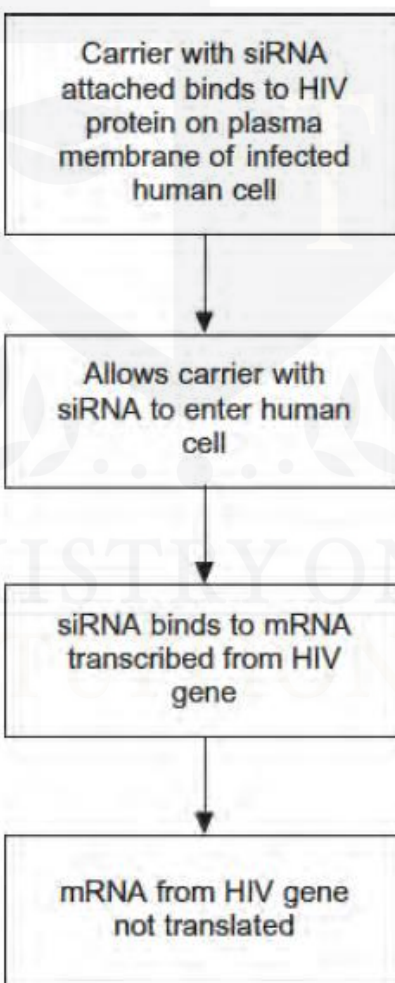 Carrier with siRNA
attached binds to HIV
protein on plasma
membrane of infected
human cell
Allows carrier with
siRNA to enter human
cell
siRNA binds to mRNA
transcribed from HIV
gene
mRNA from HIV gene
not translated